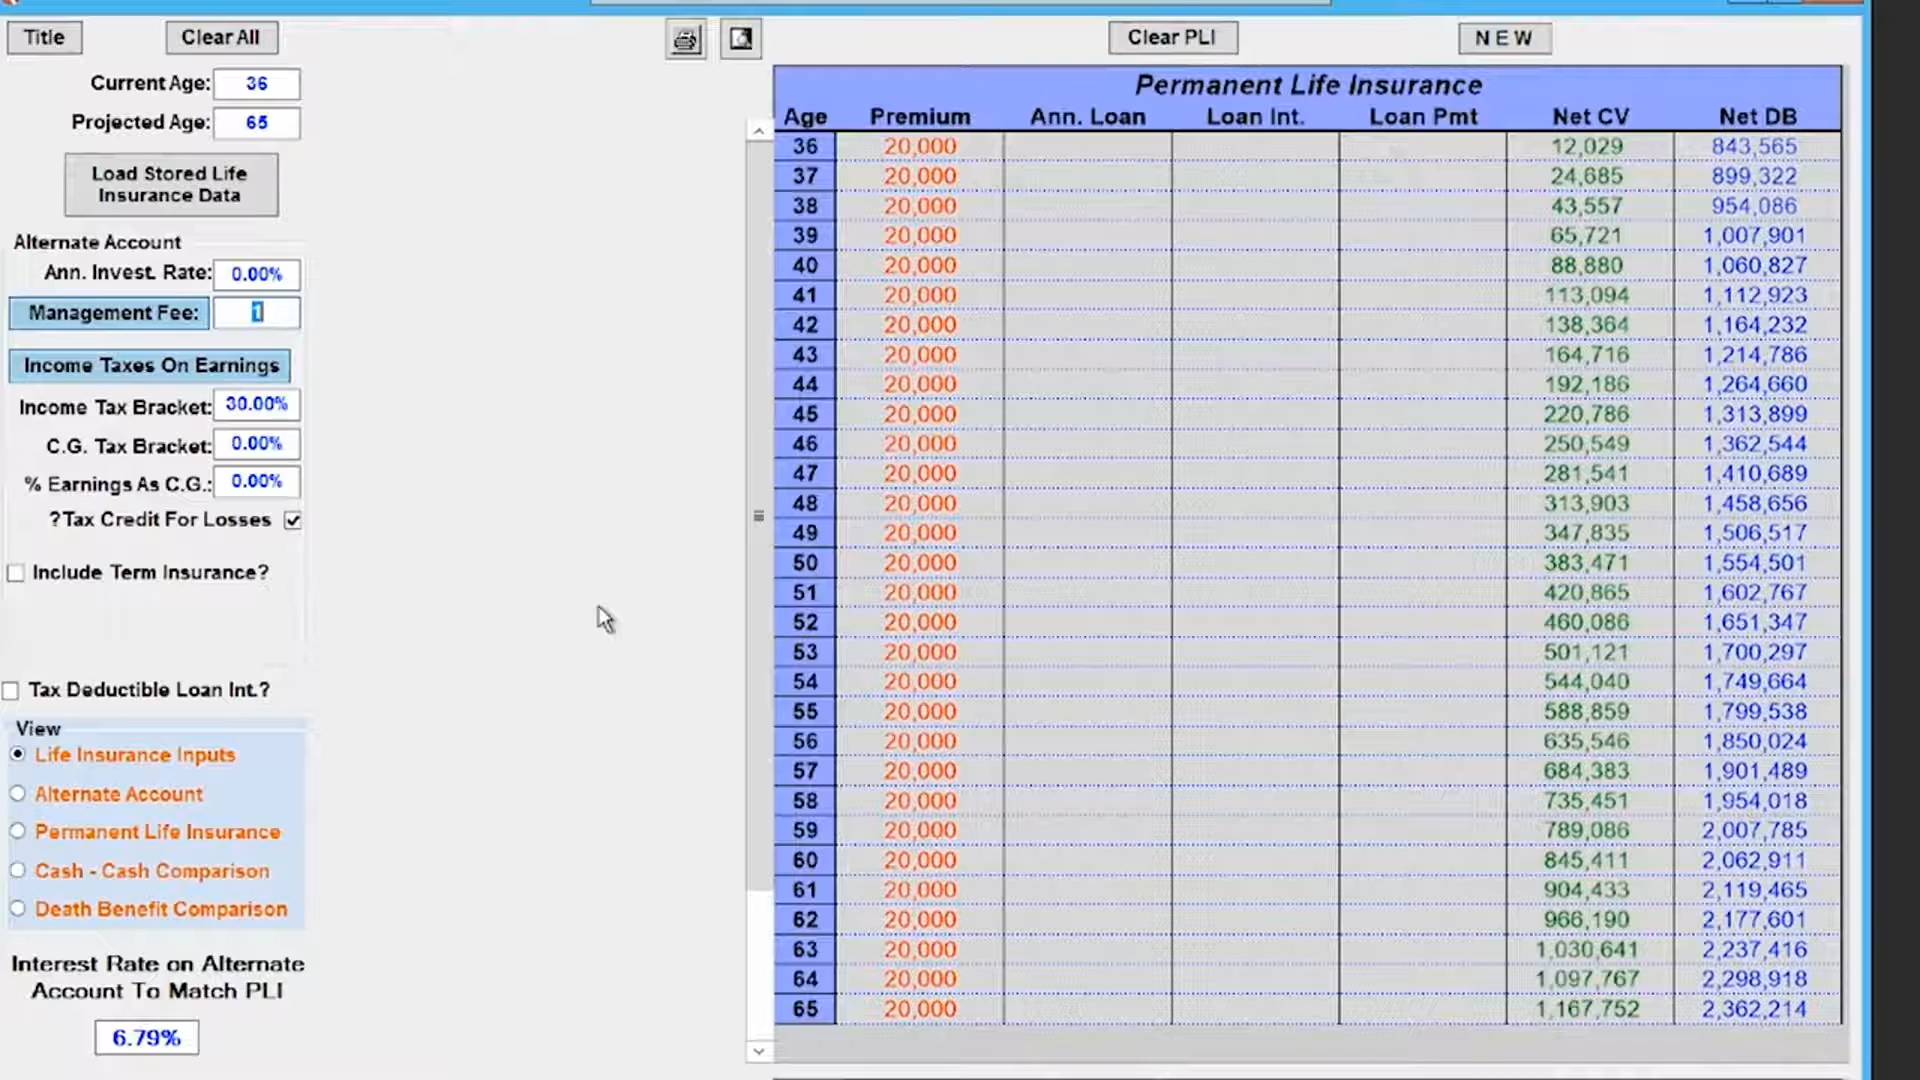 Title
Clear All
Clear PLI
N E W
Current Age: 36
Projected Age: 65
Load Stored Life
Insurance Data
Alternate Account
Ann. Invest. Rate: 0.00%
Management Fee: 1
Income Taxes On Earnings
Income Tax Bracket: 30.00%
C.G. Tax Bracket: 0.00%
% Earnings As C.G.: 0.00%
?Tax Credit For Losses
Include Term Insurance?
Tax Deductible Loan Int.?
View
Life Insurance Inputs
Alternate Account
Permanent Life Insurance
Cash - Cash Comparison
Death Benefit Comparison
Interest Rate on Alternate
Account To Match PLI
6.79%
Permanent Life Insurance
Age Premium Ann. Loan Loan Int. Loan Pmt Net CV Net DB
36 20,000 12,029 843,565
37 20,000 24,685 899,322
38 20,000 43,557 954,086
39 20,000 65,721 1,007,901
40 20,000 88,880 1,060,827
41 20,000 113,094 1,112,923
42 20,000 138,364 1,164,232
43 20,000 164,716 1,214,786
44 20,000 192,186 1,264,660
45 20,000 220,786 1,313,899
46 20,000 250,549 1,362,544
47 20,000 281,541 1,410,689
48 20,000 313,903 1,458,656
49 20,000 347,835 1,506,517
50 20,000 383,471 1,554,501
51 20,000 420,865 1,602,767
52 20,000 460,086 1,651,347
53 20,000 501,121 1,700,297
54 20,000 544,040 1,749,664
55 20,000 588,859 1,799,538
56 20,000 635,546 1,850,024
57 20,000 684,383 1,901,489
58 20,000 735,451 1,954,018
59 20,000 789,086 2,007,785
60 20,000 845,411 2,062,911
61 20,000 904,433 2,119,465
62 20,000 966,190 2,177,601
63 20,000 1,030,641 2,237,416
64 20,000 1,097,767 2,298,918
65 20,000 1,167,752 2,362,214